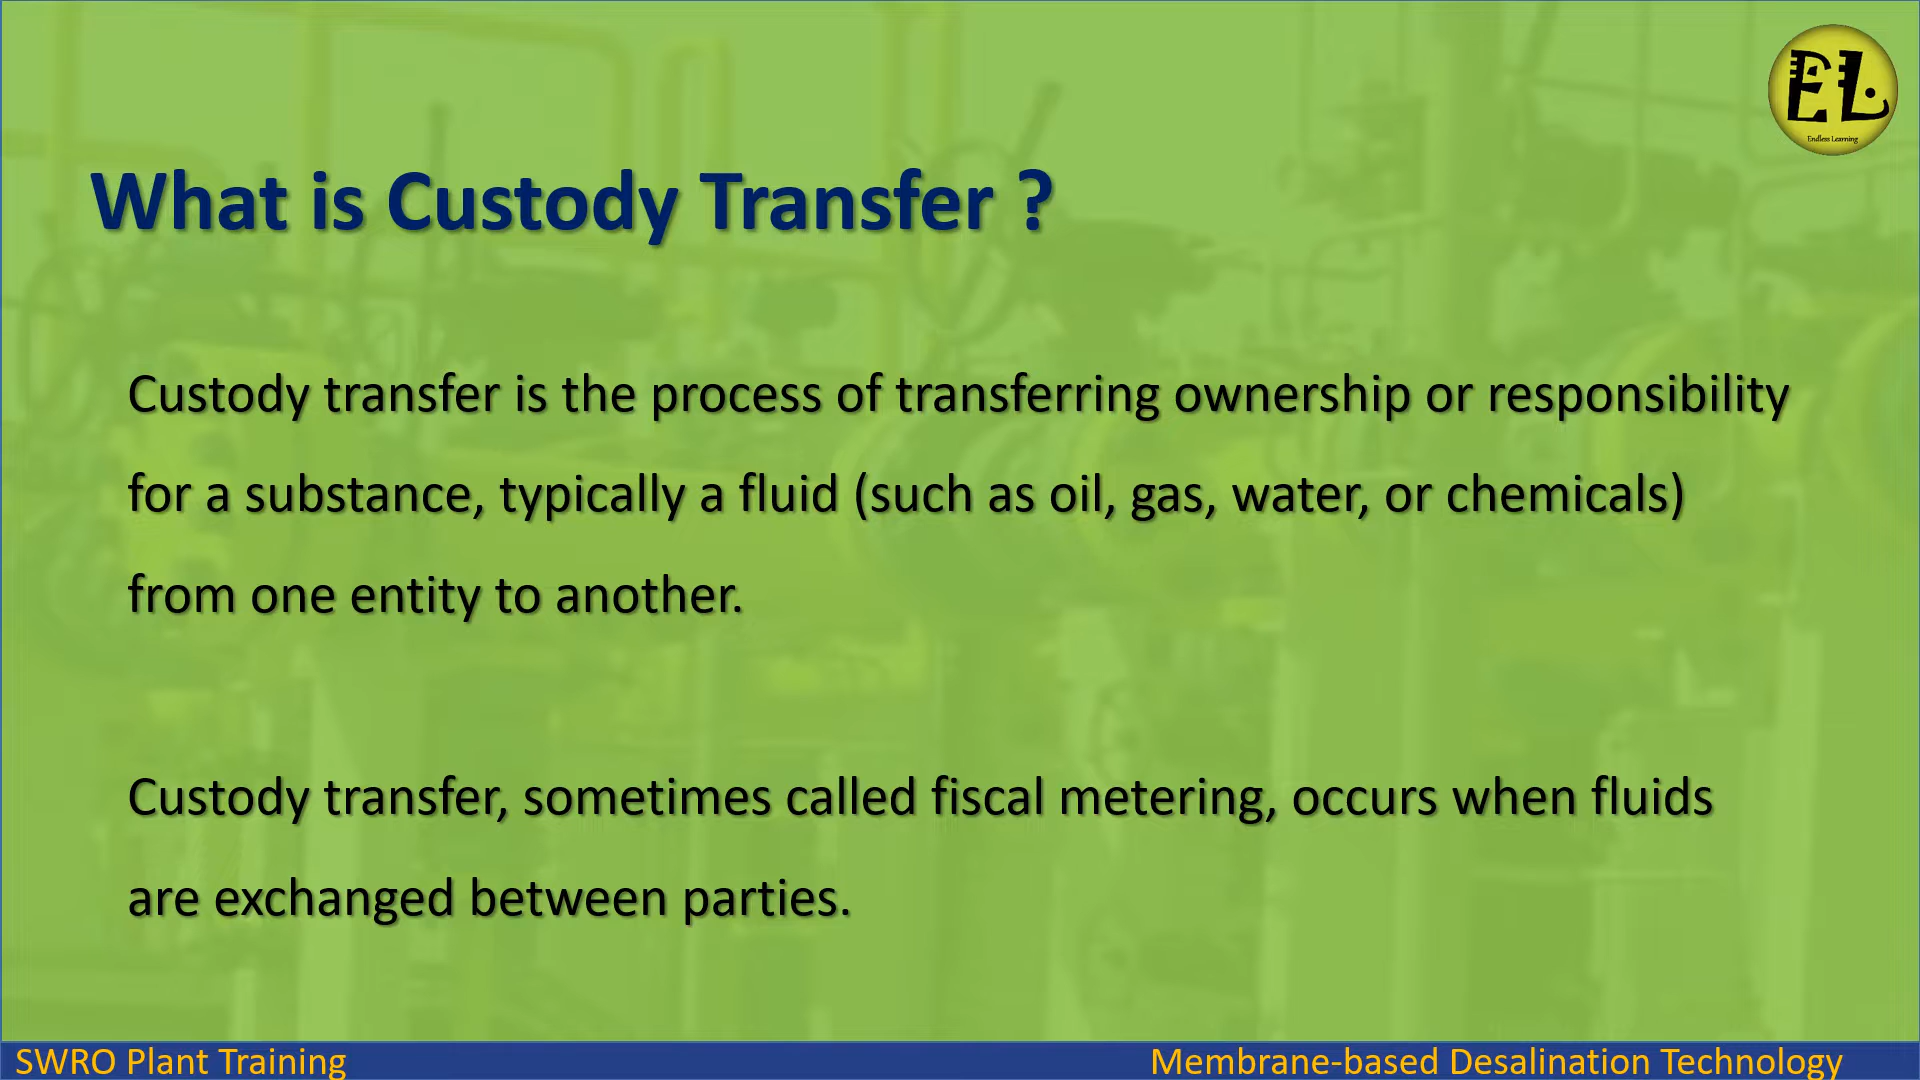 EL
Endless Learning
What is Custody Transfer ?
Custody transfer is the process of transferring ownership or responsibility
for a substance, typically a fluid (such as oil, gas, water, or chemicals)
from one entity to another.
Custody transfer, sometimes called fiscal metering, occurs when fluids
are exchanged between parties.
SWRO Plant Training
Membrane-based Desalination Technology